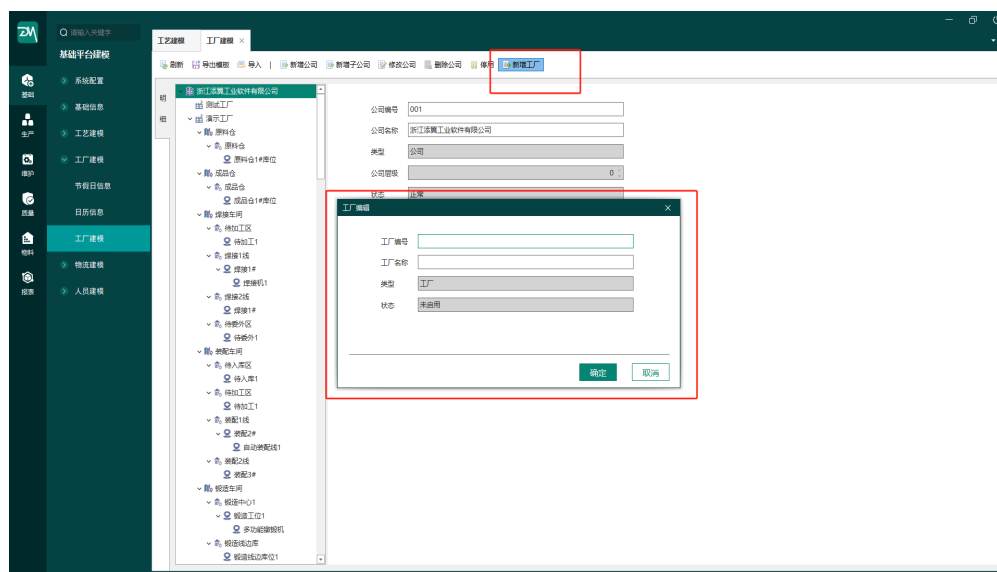 请输入关键字
基础平台建模
工艺建模 工厂建模 ×
刷新 导出模版 导入 | 新增公司 新增子公司 修改公司 删除公司 停用 新增工厂
基础
生产
维护
质量
物料
报表
系统配置
基础信息
工艺建模
工厂建模
节假日信息
日历信息
工厂建模
物流建模
人员建模
明细
浙江添翼工业软件有限公司
测试工厂
演示工厂
原料仓
原料仓
原料仓1#库位
成品仓
成品仓
成品仓1#库位
焊接车间
待加工区
待加工1
焊接1线
焊接1#
焊接机1
焊接2线
焊接1#
待委外区
待委外1
装配车间
待入库区
待入库1
待加工区
待加工1
装配1线
装配2#
自动装配线1
装配2线
装配3#
锻造车间
锻造中心1
锻造工位1
多功能辗锻机
锻造线边库
锻造线边库位1
公司编号 001
公司名称 浙江添翼工业软件有限公司
类型 公司
公司层级 0
状态 正常
工厂编辑 ×
工厂编号
工厂名称
类型 工厂
状态 未启用
确定 取消